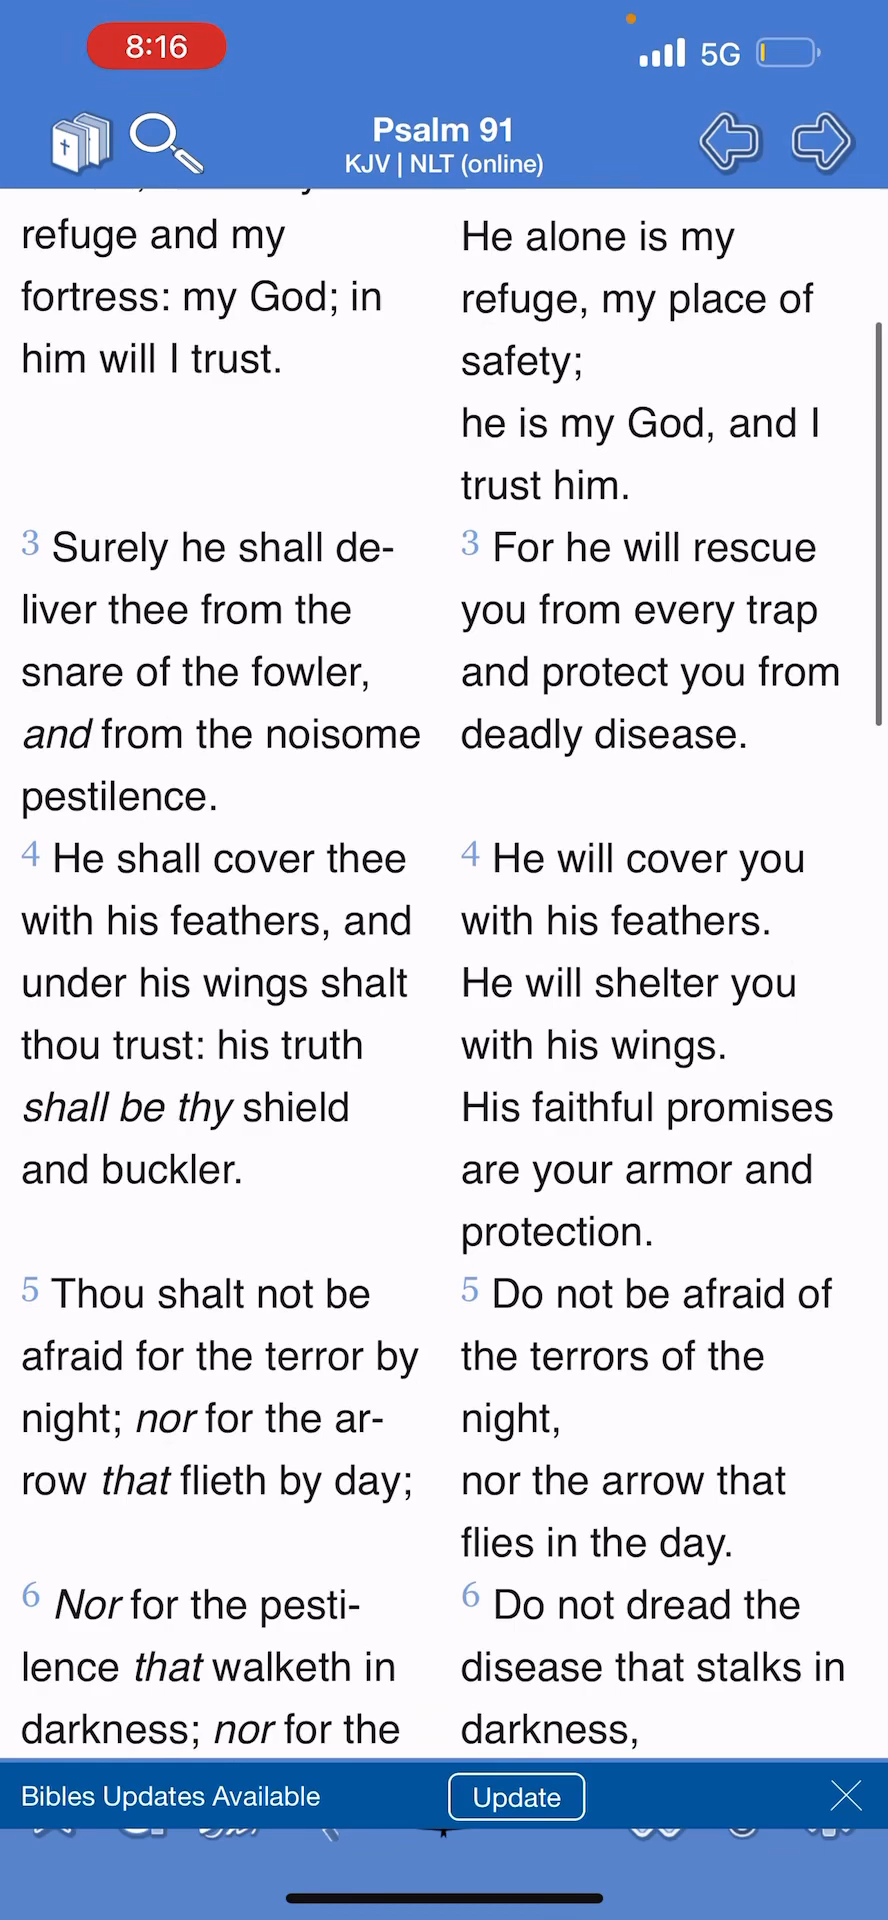 8:16
5G
Psalm 91
KJV | NLT (online)
refuge and my
fortress: my God; in
him will I trust.
He alone is my
refuge, my place of
safety;
he is my God, and I
trust him.
3 Surely he shall de-
liver thee from the
snare of the fowler,
and from the noisome
pestilence.
3 For he will rescue
you from every trap
and protect you from
deadly disease.
4 He shall cover thee
with his feathers, and
under his wings shalt
thou trust: his truth
shall be thy shield
and buckler.
4 He will cover you
with his feathers.
He will shelter you
with his wings.
His faithful promises
are your armor and
protection.
5 Thou shalt not be
afraid for the terror by
night; nor for the ar-
row that flieth by day;
5 Do not be afraid of
the terrors of the
night,
nor the arrow that
flies in the day.
6 Nor for the pesti-
lence that walketh in
darkness; nor for the
6 Do not dread the
disease that stalks in
darkness,
Bibles Updates Available
Update